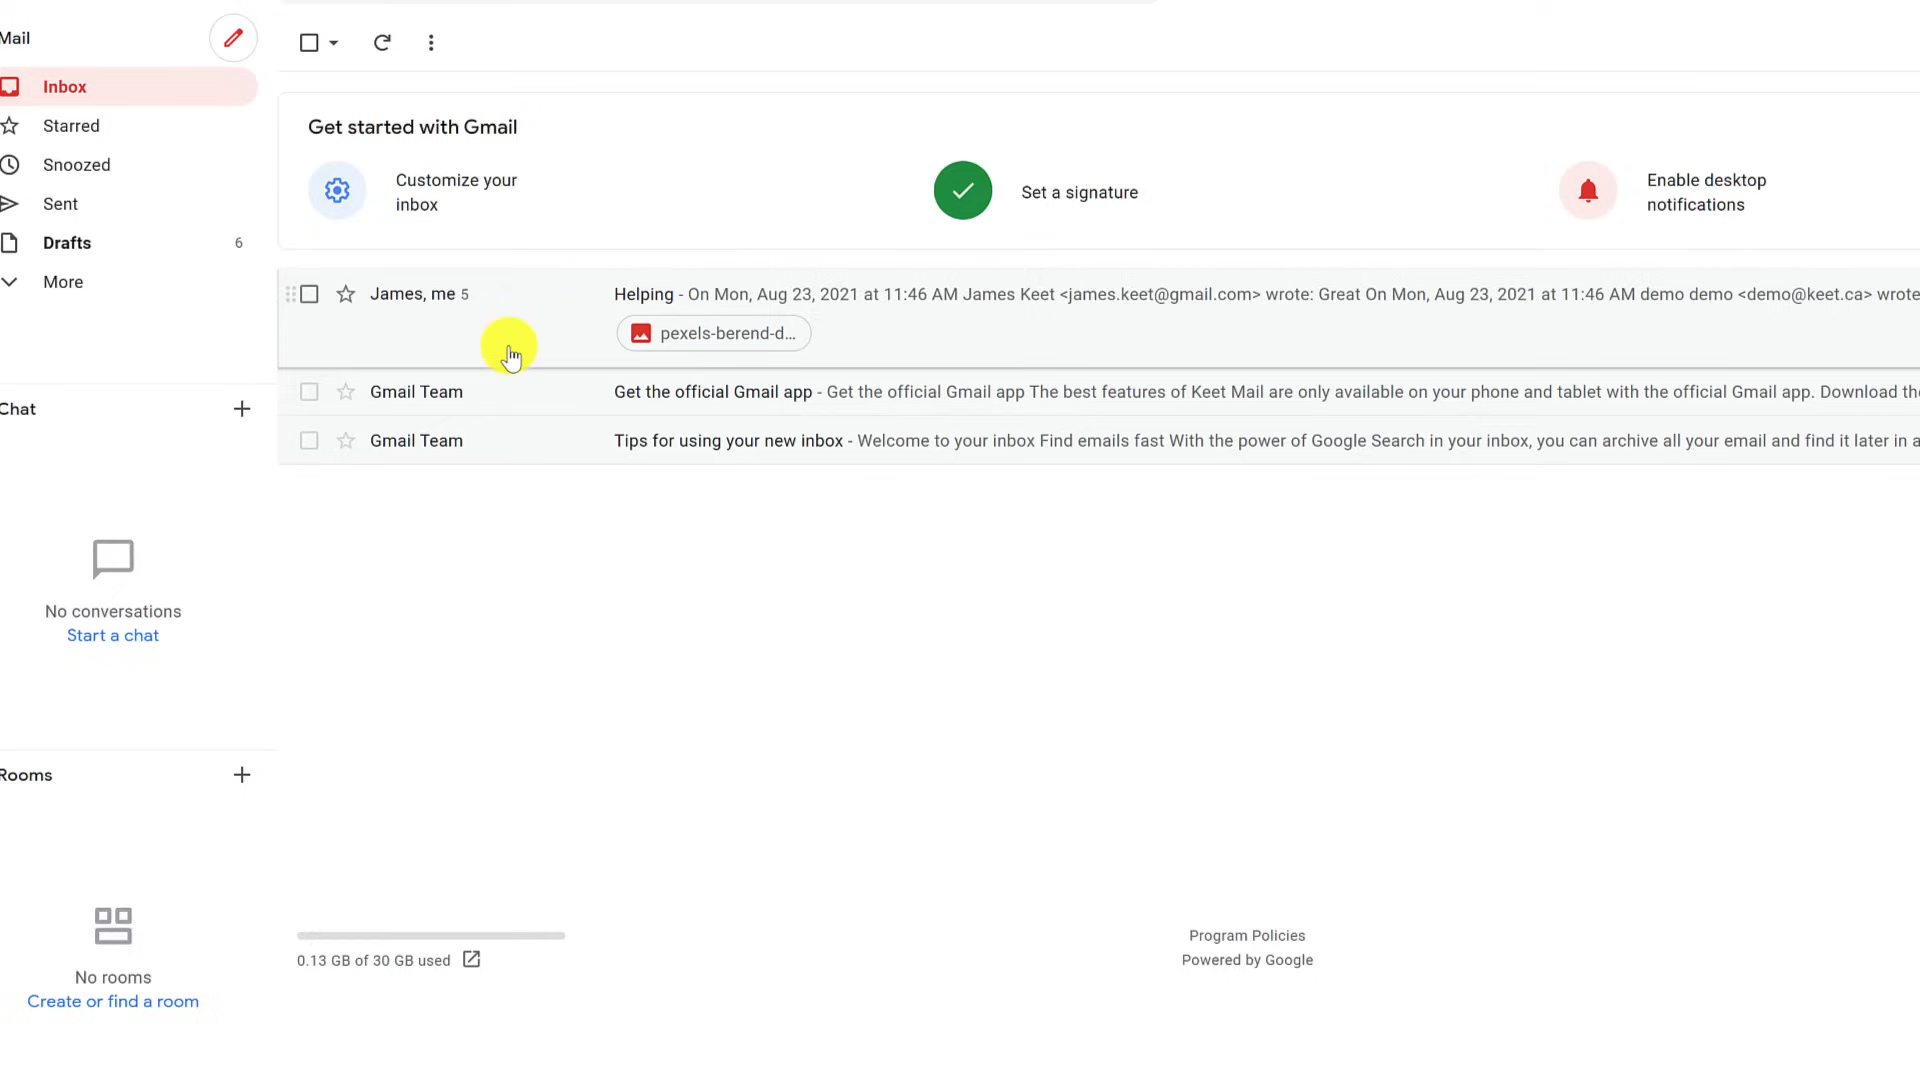 Mail
Inbox
Starred
Snoozed
Sent
Drafts 6
More
Chat
No conversations
Start a chat
Rooms
No rooms
Create or find a room
Get started with Gmail
Customize your
inbox
Set a signature
Enable desktop
notifications
James, me 5 Helping - On Mon, Aug 23, 2021 at 11:46 AM James Keet <james.keet@gmail.com> wrote: Great On Mon, Aug 23, 2021 at 11:46 AM demo demo <demo@keet.ca> wrote
pexels-berend-d...
Gmail Team Get the official Gmail app - Get the official Gmail app The best features of Keet Mail are only available on your phone and tablet with the official Gmail app. Download the
Gmail Team Tips for using your new inbox - Welcome to your inbox Find emails fast With the power of Google Search in your inbox, you can archive all your email and find it later in a
0.13 GB of 30 GB used
Program Policies
Powered by Google